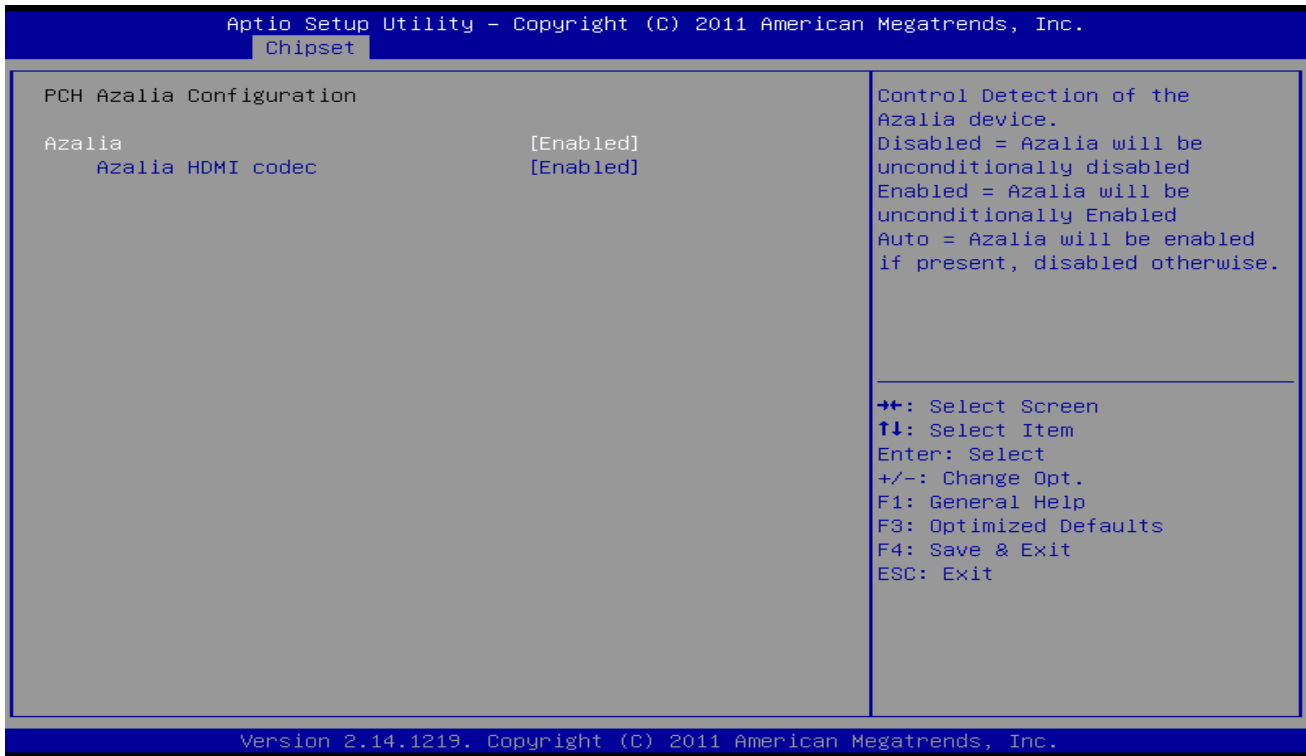 Aptio Setup Utility – Copyright (C) 2011 American Megatrends, Inc.
Chipset
PCH Azalia Configuration
Azalia [Enabled]
Azalia HDMI codec [Enabled]
Control Detection of the
Azalia device.
Disabled = Azalia will be
unconditionally disabled
Enabled = Azalia will be
unconditionally Enabled
Auto = Azalia will be enabled
if present, disabled otherwise.
→←: Select Screen
↑↓: Select Item
Enter: Select
+/-: Change Opt.
F1: General Help
F3: Optimized Defaults
F4: Save & Exit
ESC: Exit
Version 2.14.1219. Copyright (C) 2011 American Megatrends, Inc.